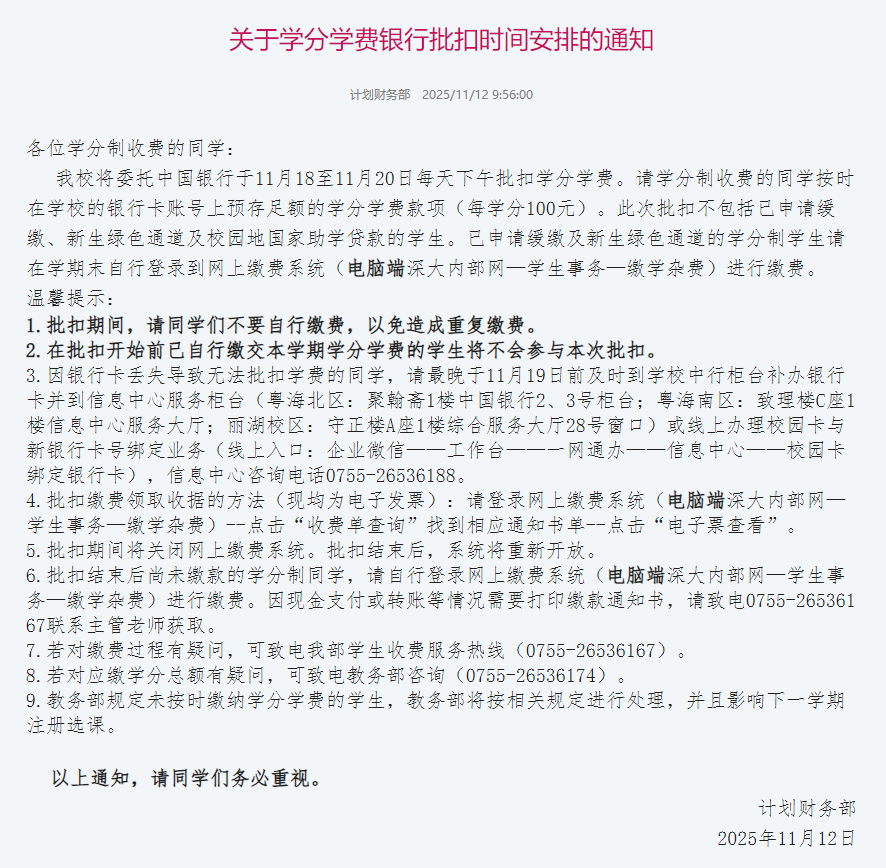 关于学分学费银行批扣时间安排的通知
计划财务部 2025/11/12 9:56:00
各位学分制收费的同学：
我校将委托中国银行于11月18至11月20日每天下午批扣学分学费。请学分制收费的同学按时
在学校的银行卡账号上预存足额的学分学费款项（每学分100元）。此次批扣不包括已申请缓
缴、新生绿色通道及校园地国家助学贷款的学生。已申请缓缴及新生绿色通道的学分制学生请
在学期末自行登录到网上缴费系统（电脑端深大内部网—学生事务—缴学杂费）进行缴费。
温馨提示：
1.批扣期间，请同学们不要自行缴费，以免造成重复缴费。
2.在批扣开始前已自行缴交本学期学分学费的学生将不会参与本次批扣。
3.因银行卡丢失导致无法批扣学费的同学，请最晚于11月19日前及时到学校中行柜台补办银行
卡并到信息中心服务柜台（粤海北区：聚翰斋1楼中国银行2、3号柜台；粤海南区：致理楼C座1
楼信息中心服务大厅；丽湖校区：守正楼A座1楼综合服务大厅28号窗口）或线上办理校园卡与
新银行卡号绑定业务（线上入口：企业微信——工作台——一网通办——信息中心——校园卡
绑定银行卡），信息中心咨询电话0755-26536188。
4.批扣缴费领取收据的方法（现均为电子发票）：请登录网上缴费系统（电脑端深大内部网—
学生事务—缴学杂费）--点击“收费单查询”找到相应通知书单--点击“电子票查看”。
5.批扣期间将关闭网上缴费系统。批扣结束后，系统将重新开放。
6.批扣结束后尚未缴款的学分制同学，请自行登录网上缴费系统（电脑端深大内部网—学生事
务—缴学杂费）进行缴费。因现金支付或转账等情况需要打印缴款通知书，请致电0755-265361
67联系主管老师获取。
7.若对缴费过程有疑问，可致电我部学生收费服务热线（0755-26536167）。
8.若对应缴学分总额有疑问，可致电教务部咨询（0755-26536174）。
9.教务部规定未按时缴纳学分学费的学生，教务部将按相关规定进行处理，并且影响下一学期
注册选课。
以上通知，请同学们务必重视。
计划财务部
2025年11月12日